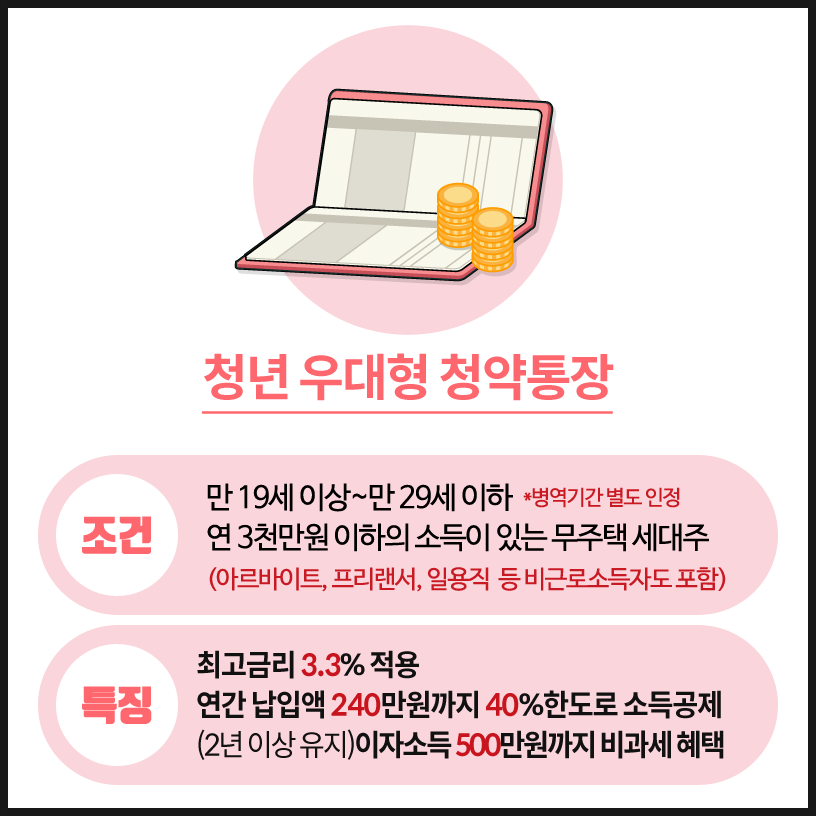 청년 우대형 청약통장
조건
만 19세 이상~만 29세 이하 *병역기간 별도 인정
연 3천만원 이하의 소득이 있는 무주택 세대주
(아르바이트, 프리랜서, 일용직 등 비근로소득자도 포함)
특징
최고금리 3.3% 적용
연간 납입액 240만원까지 40%한도로 소득공제
(2년 이상 유지)이자소득 500만원까지 비과세 혜택